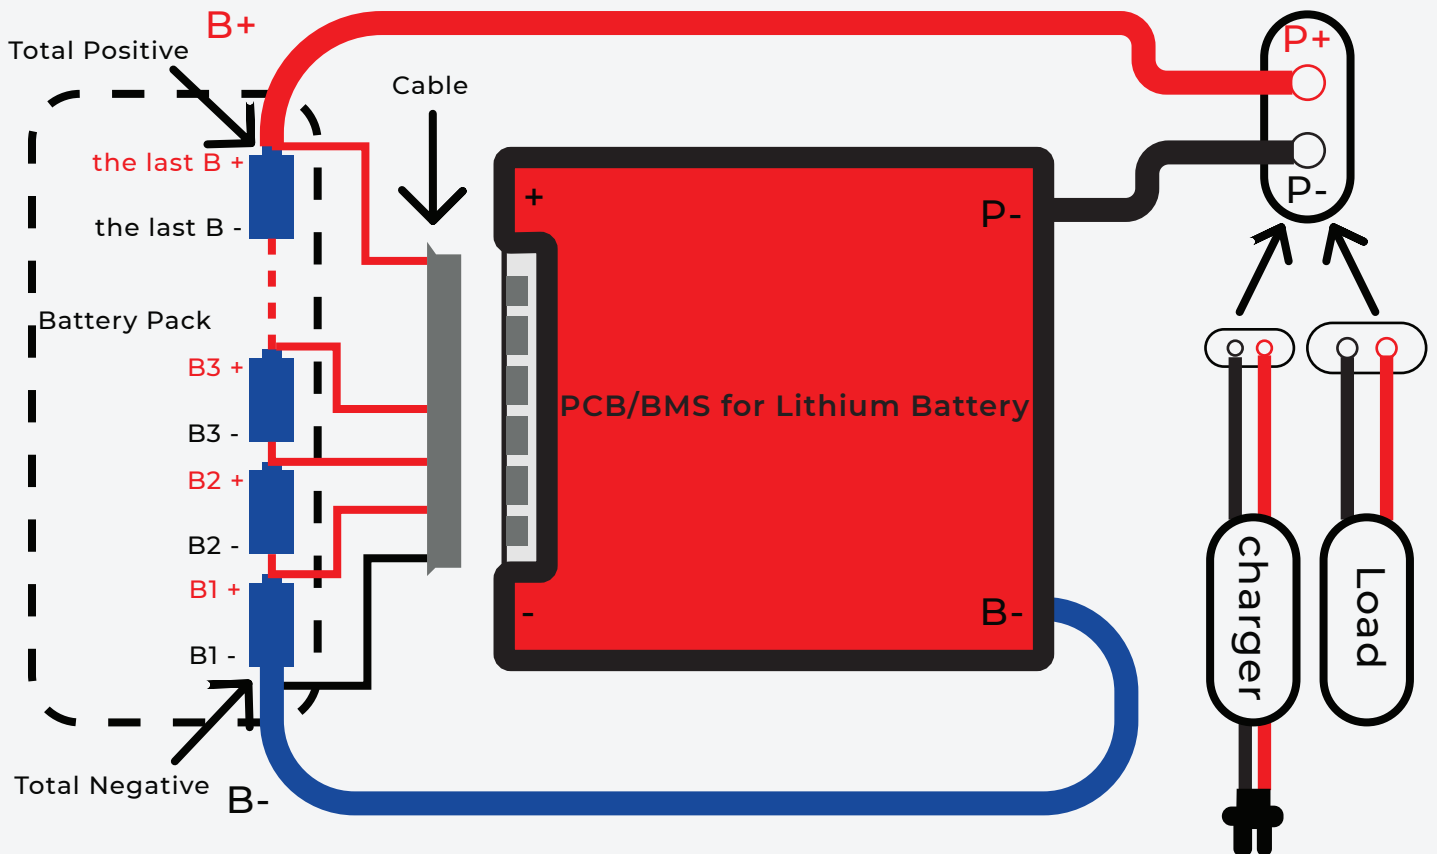 B+
Total Positive
P+
Cable
the last B +
+
P-
P-
the last B -
Battery Pack
B3 +
PCB/BMS for Lithium Battery
B3 -
B2 +
B2 -
B1 +
-
B-
B1 -
charger
Load
Total Negative
B-